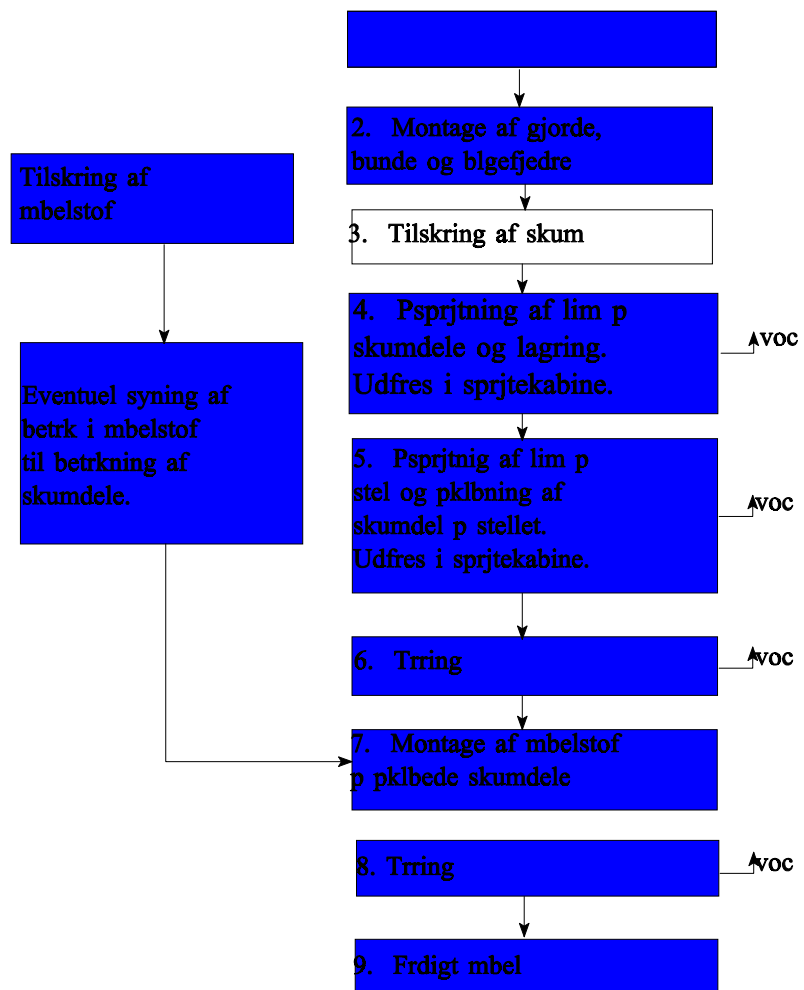 2. Montage af gjorde,
bunde og blgefjedre
Tilskring af
mbelstof
3. Tilskring af skum
4. Psprjtning af lim p
skumdele og lagring.
Udfres i sprjtekabine.
voc
Eventuel syning af
betrk i mbelstof
til betrkning af
skumdele.
5. Psprjtnig af lim p
stel og pklbning af
skumdel p stellet.
Udfres i sprjtekabine.
voc
6. Trring
voc
7. Montage af mbelstof
p pklbede skumdele
8. Trring
voc
9. Frdigt mbel